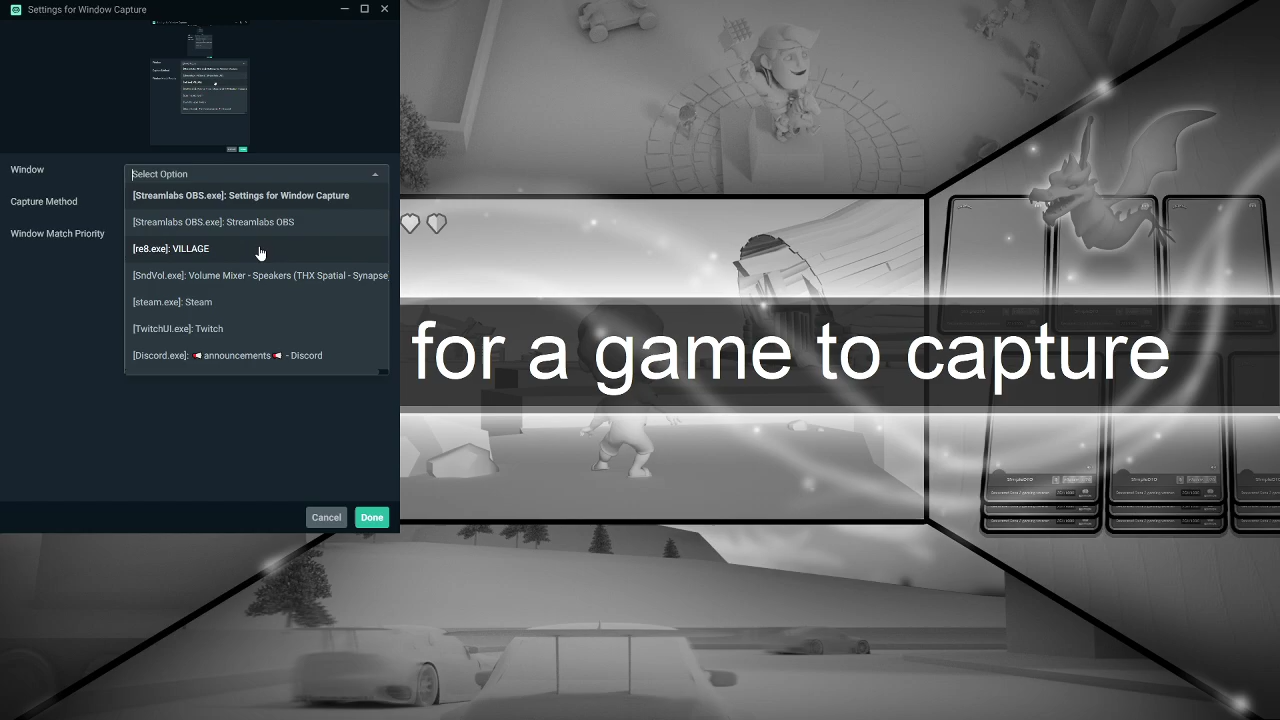 Settings for Window Capture
Window
Select Option
[Streamlabs OBS.exe]: Settings for Window Capture
Capture Method
[Streamlabs OBS.exe]: Streamlabs OBS
Window Match Priority
[re8.exe]: VILLAGE
[SndVol.exe]: Volume Mixer - Speakers (THX Spatial - Synapse
[steam.exe]: Steam
[TwitchUI.exe]: Twitch
[Discord.exe]: 📢 announcements 📢 - Discord
Cancel
Done
for a game to capture